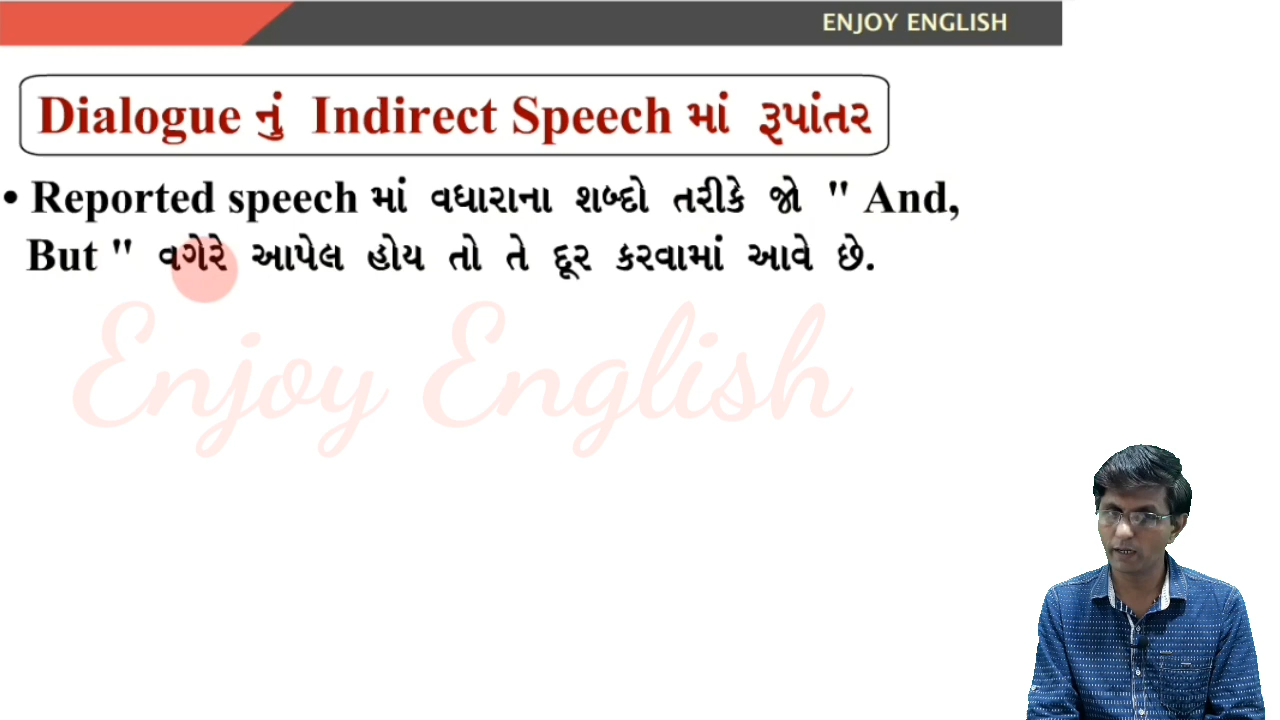 ENJOY ENGLISH
Dialogue નું Indirect Speech માં રૂપાંતર
• Reported speech માં વધારાના શબ્દો તરીકે જો " And,
But " વગેરે આપેલ હોય તો તે દૂર કરવામાં આવે છે.
Enjoy English